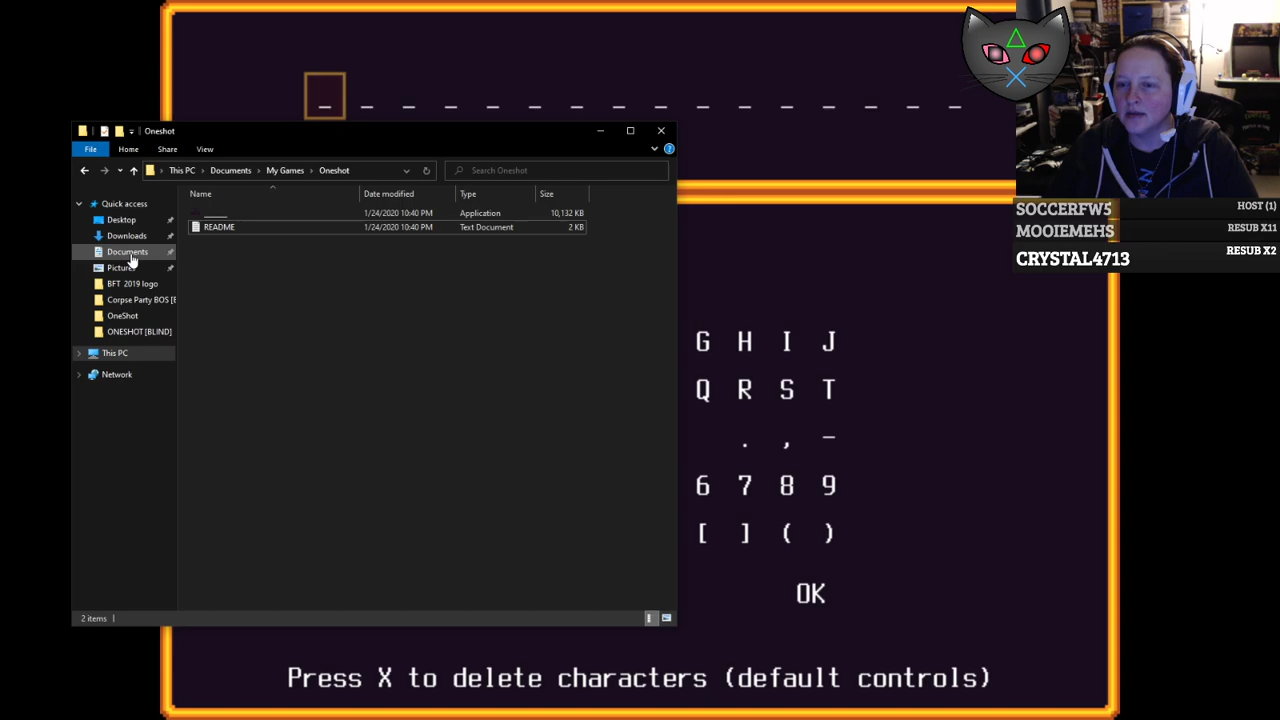 Oneshot
File Home Share View
This PC Documents My Games Oneshot
Search Oneshot
Name Date modified Type Size
______ 1/24/2020 10:40 PM Application 10,132 KB
README 1/24/2020 10:40 PM Text Document 2 KB
Quick access
Desktop
Downloads
Documents
Pictures
BFT 2019 logo
Corpse Party BOS [B
OneShot
ONESHOT [BLIND]
This PC
Network
2 items
_ _ _ _ _ _ _ _ _ _ _ _ _ _ _ _
G H I J
Q R S T
. , _
6 7 8 9
[ ] ( )
OK
Press X to delete characters (default controls)
SOCCERFW5 HOST (1)
MOOIEMEHS RESUB X11
CRYSTAL4713 RESUB X2